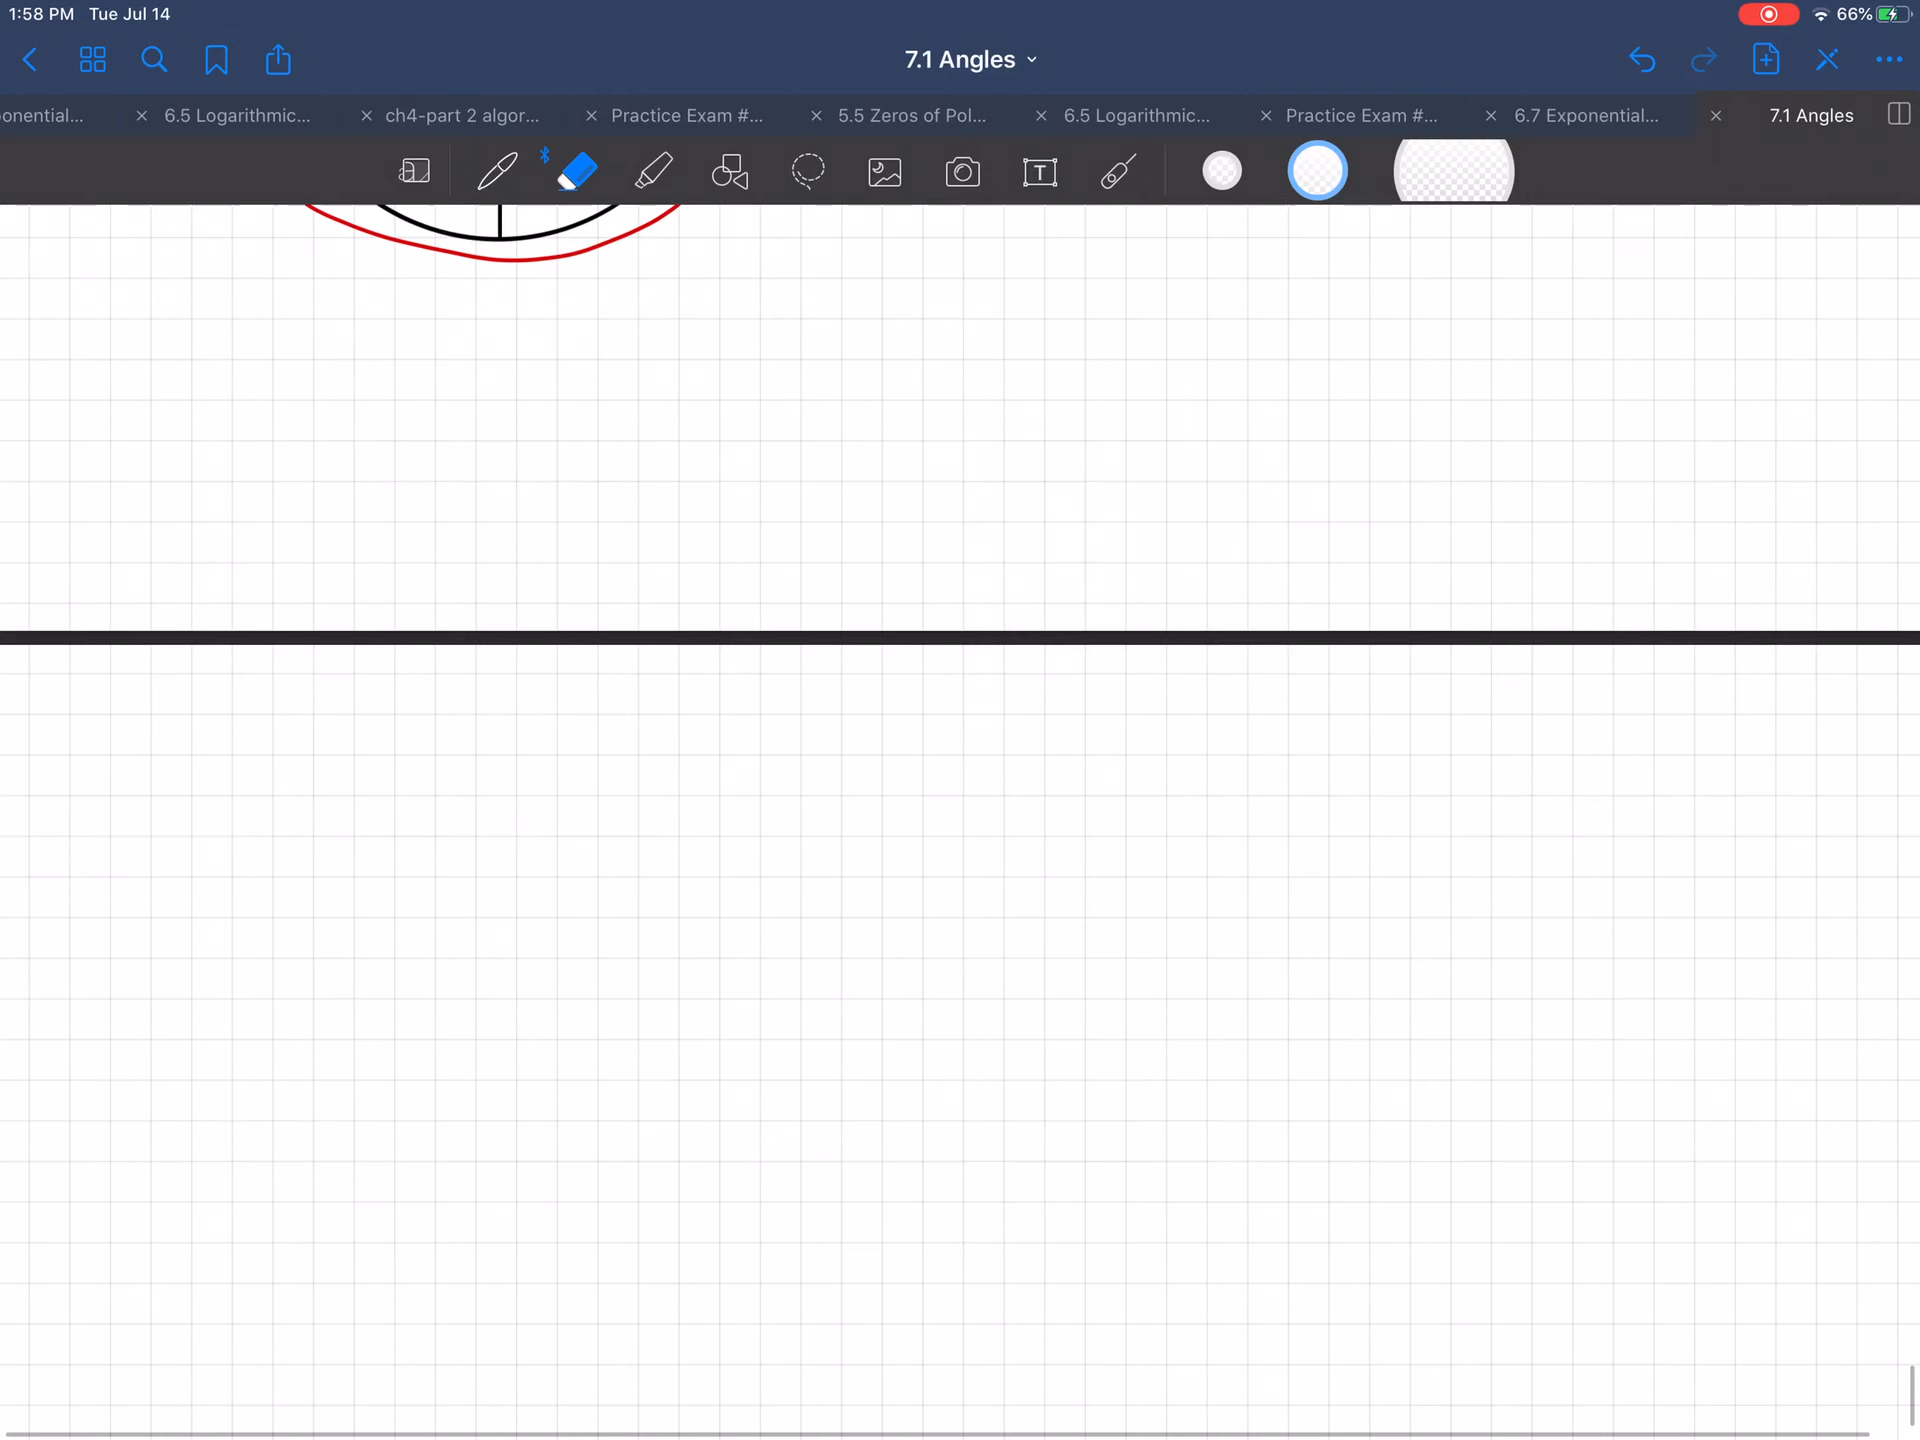 1:58 PM Tue Jul 14 66%
7.1 Angles
onential... 6.5 Logarithmic... ch4-part 2 algor... Practice Exam #... 5.5 Zeros of Pol... 6.5 Logarithmic... Practice Exam #... 6.7 Exponential... 7.1 Angles
T